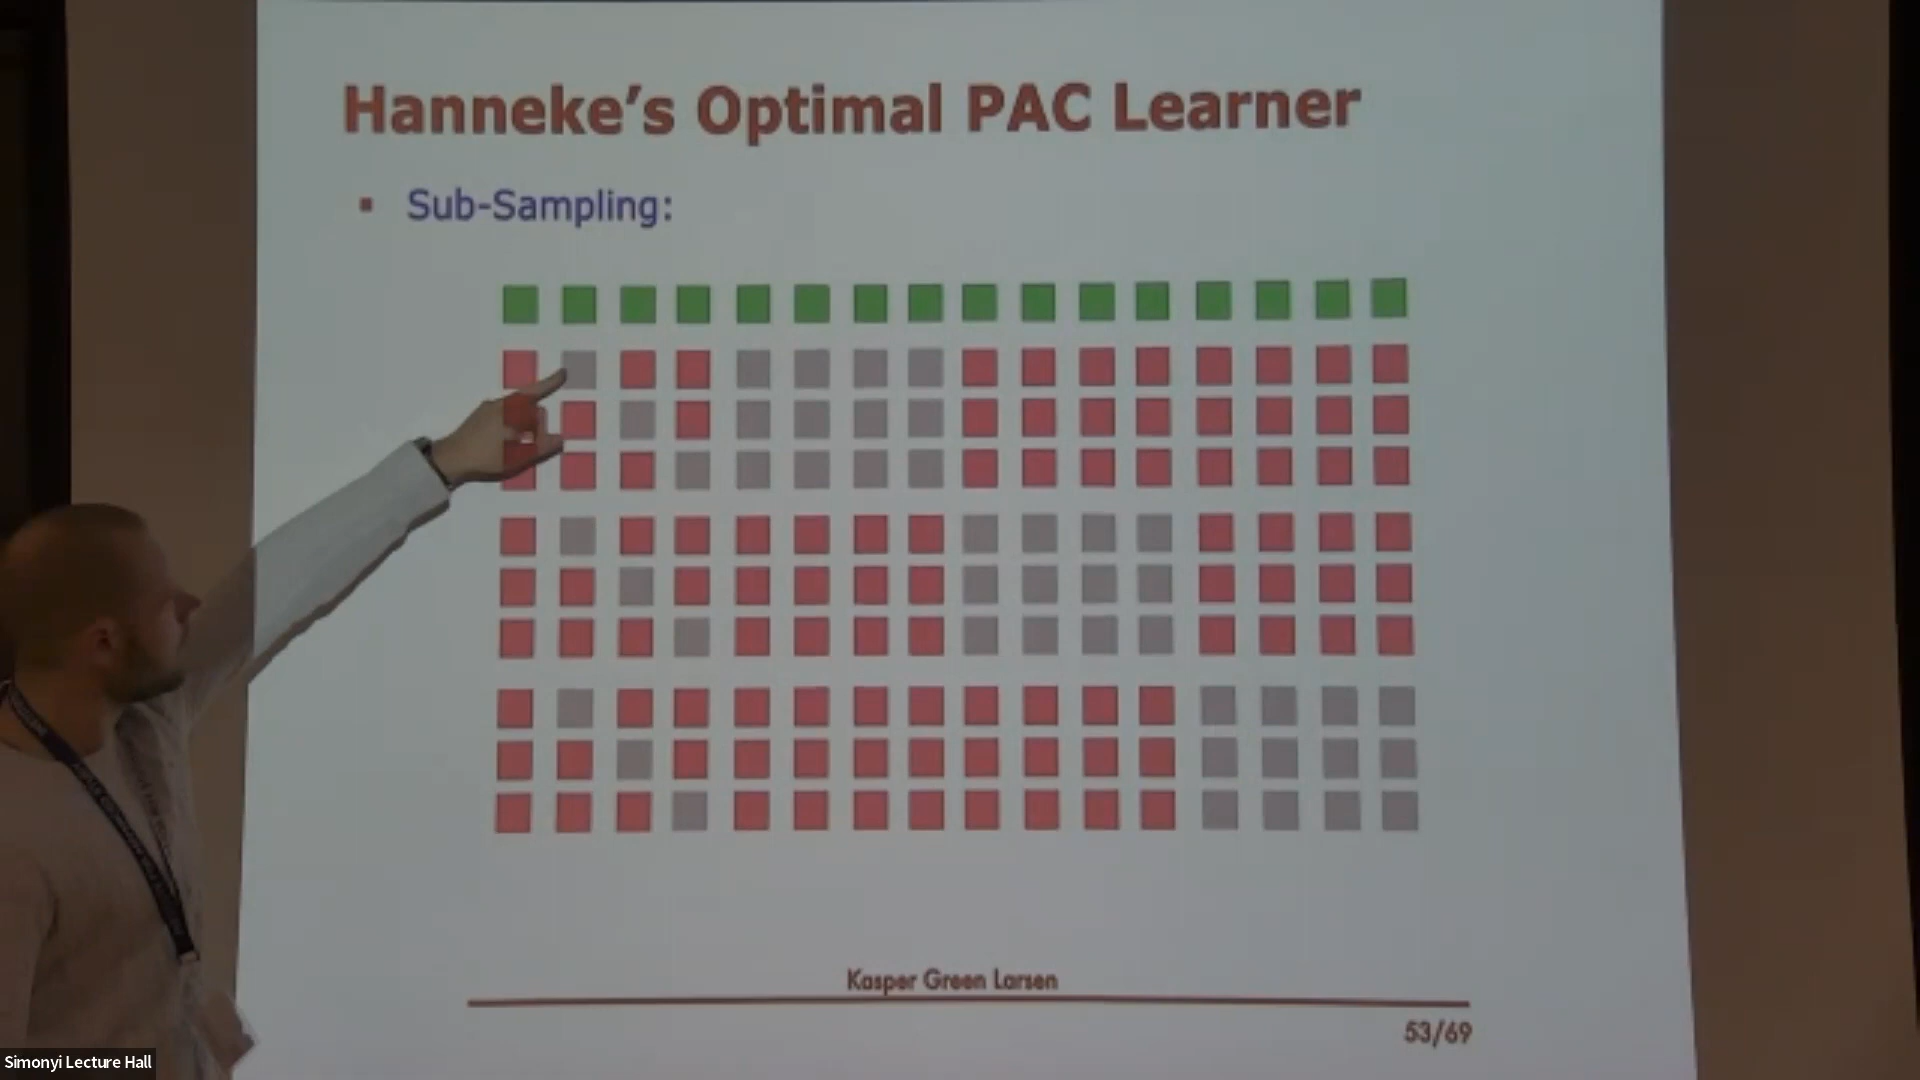 Hanneke's Optimal PAC Learner
Sub-Sampling:
Kasper Green Larsen
53/69
Simonyi Lecture Hall